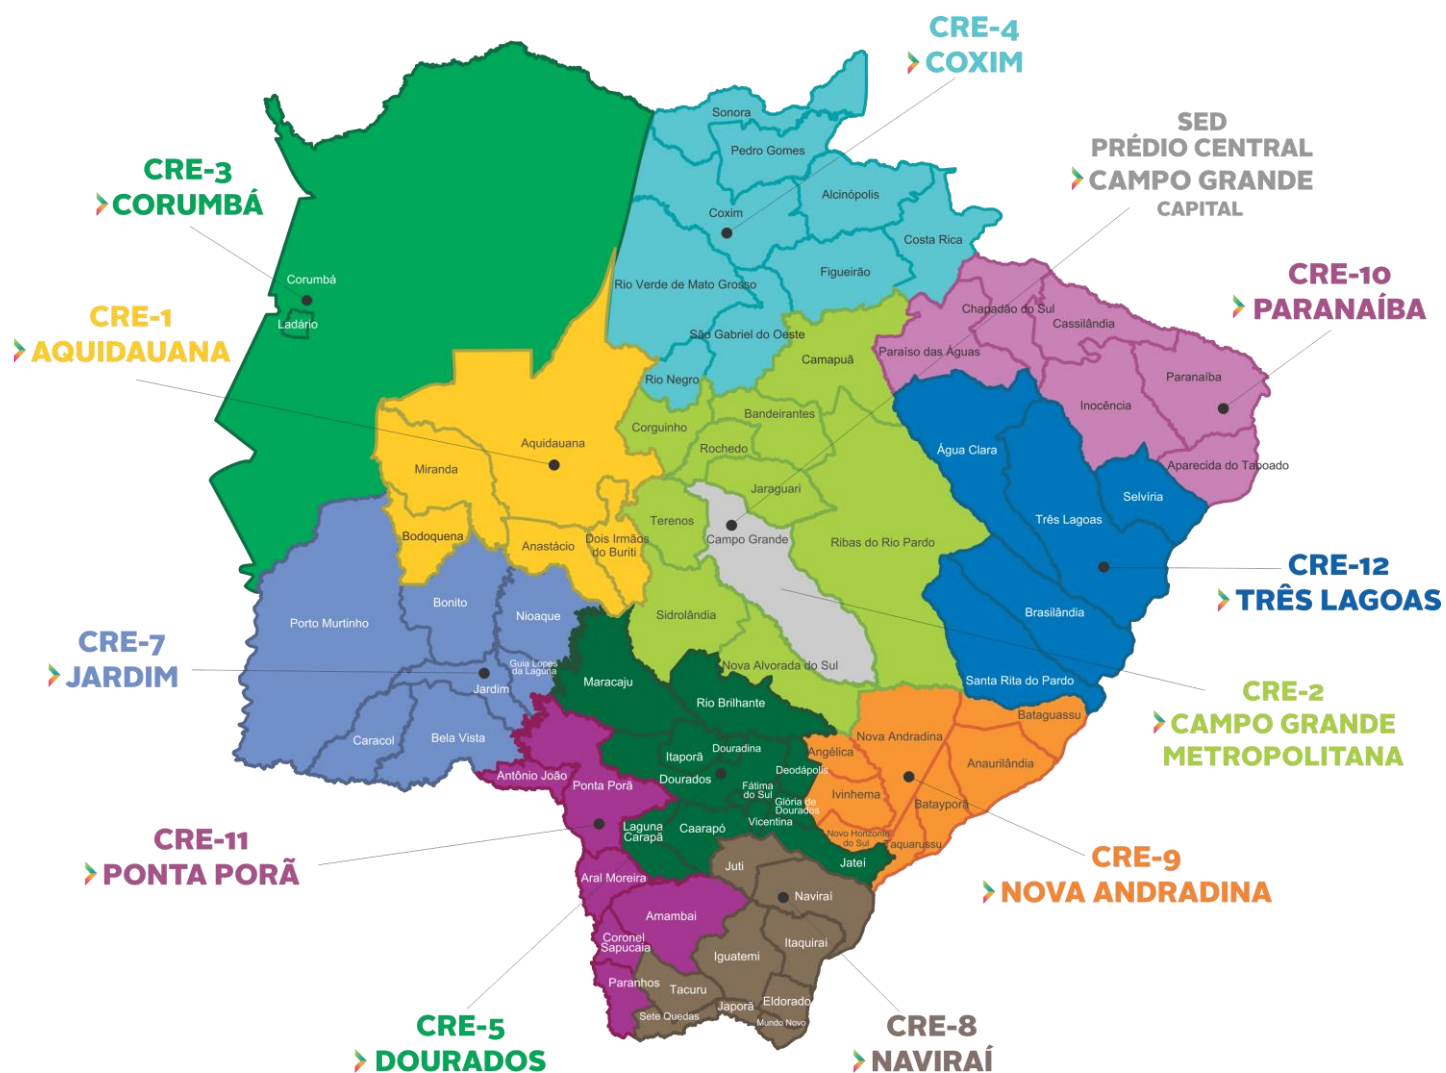 CRE-4
COXIM
SED
PRÉDIO CENTRAL
CAMPO GRANDE
CAPITAL
CRE-3
CORUMBÁ
CRE-10
PARANAÍBA
CRE-1
AQUIDAUANA
CRE-12
TRÊS LAGOAS
CRE-7
JARDIM
CRE-2
CAMPO GRANDE
METROPOLITANA
CRE-11
PONTA PORÃ
CRE-9
NOVA ANDRADINA
CRE-5
DOURADOS
CRE-8
NAVIRAÍ
Sonora
Pedro Gomes
Alcinópolis
Coxim
Costa Rica
Figueirão
Rio Verde de Mato Grosso
São Gabriel do Oeste
Rio Negro
Corumbá
Ladário
Chapadão do Sul
Cassilândia
Paraíso das Águas
Paranaíba
Inocência
Aparecida do Taboado
Camapuã
Bandeirantes
Corguinho
Rochedo
Jaraguari
Terenos
Campo Grande
Ribas do Rio Pardo
Sidrolândia
Nova Alvorada do Sul
Aquidauana
Miranda
Bodoquena
Anastácio
Dois Irmãos
do Buriti
Água Clara
Selvíria
Três Lagoas
Brasilândia
Santa Rita do Pardo
Porto Murtinho
Bonito
Nioaque
Guia Lopes
da Laguna
Jardim
Caracol
Bela Vista
Maracaju
Rio Brilhante
Itaporã
Douradina
Dourados
Deodápolis
Fátima
do Sul
Glória de
Dourados
Vicentina
Laguna
Carapã
Caarapó
Jateí
Bataguassu
Nova Andradina
Angélica
Anaurilândia
Ivinhema
Batayporã
Novo Horizonte
do Sul
Taquarussu
Antônio João
Ponta Porã
Aral Moreira
Amambai
Coronel
Sapucaia
Paranhos
Juti
Naviraí
Itaquirai
Iguatemi
Tacuru
Japorã
Eldorado
Sete Quedas
Mundo Novo